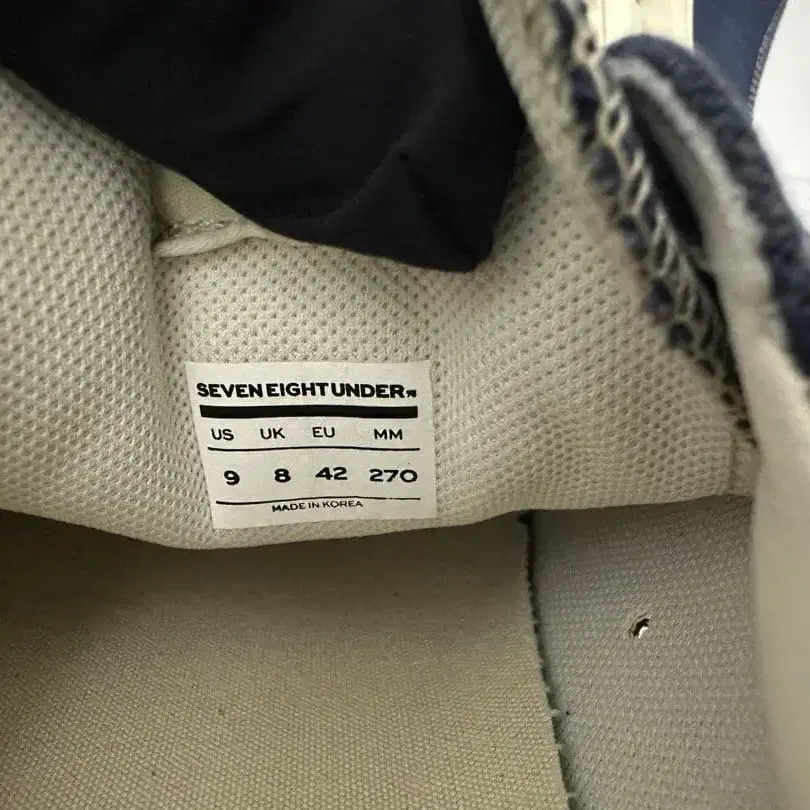 SEVEN EIGHT UNDER
US UK EU MM
9 8 42 270
MADE IN KOREA